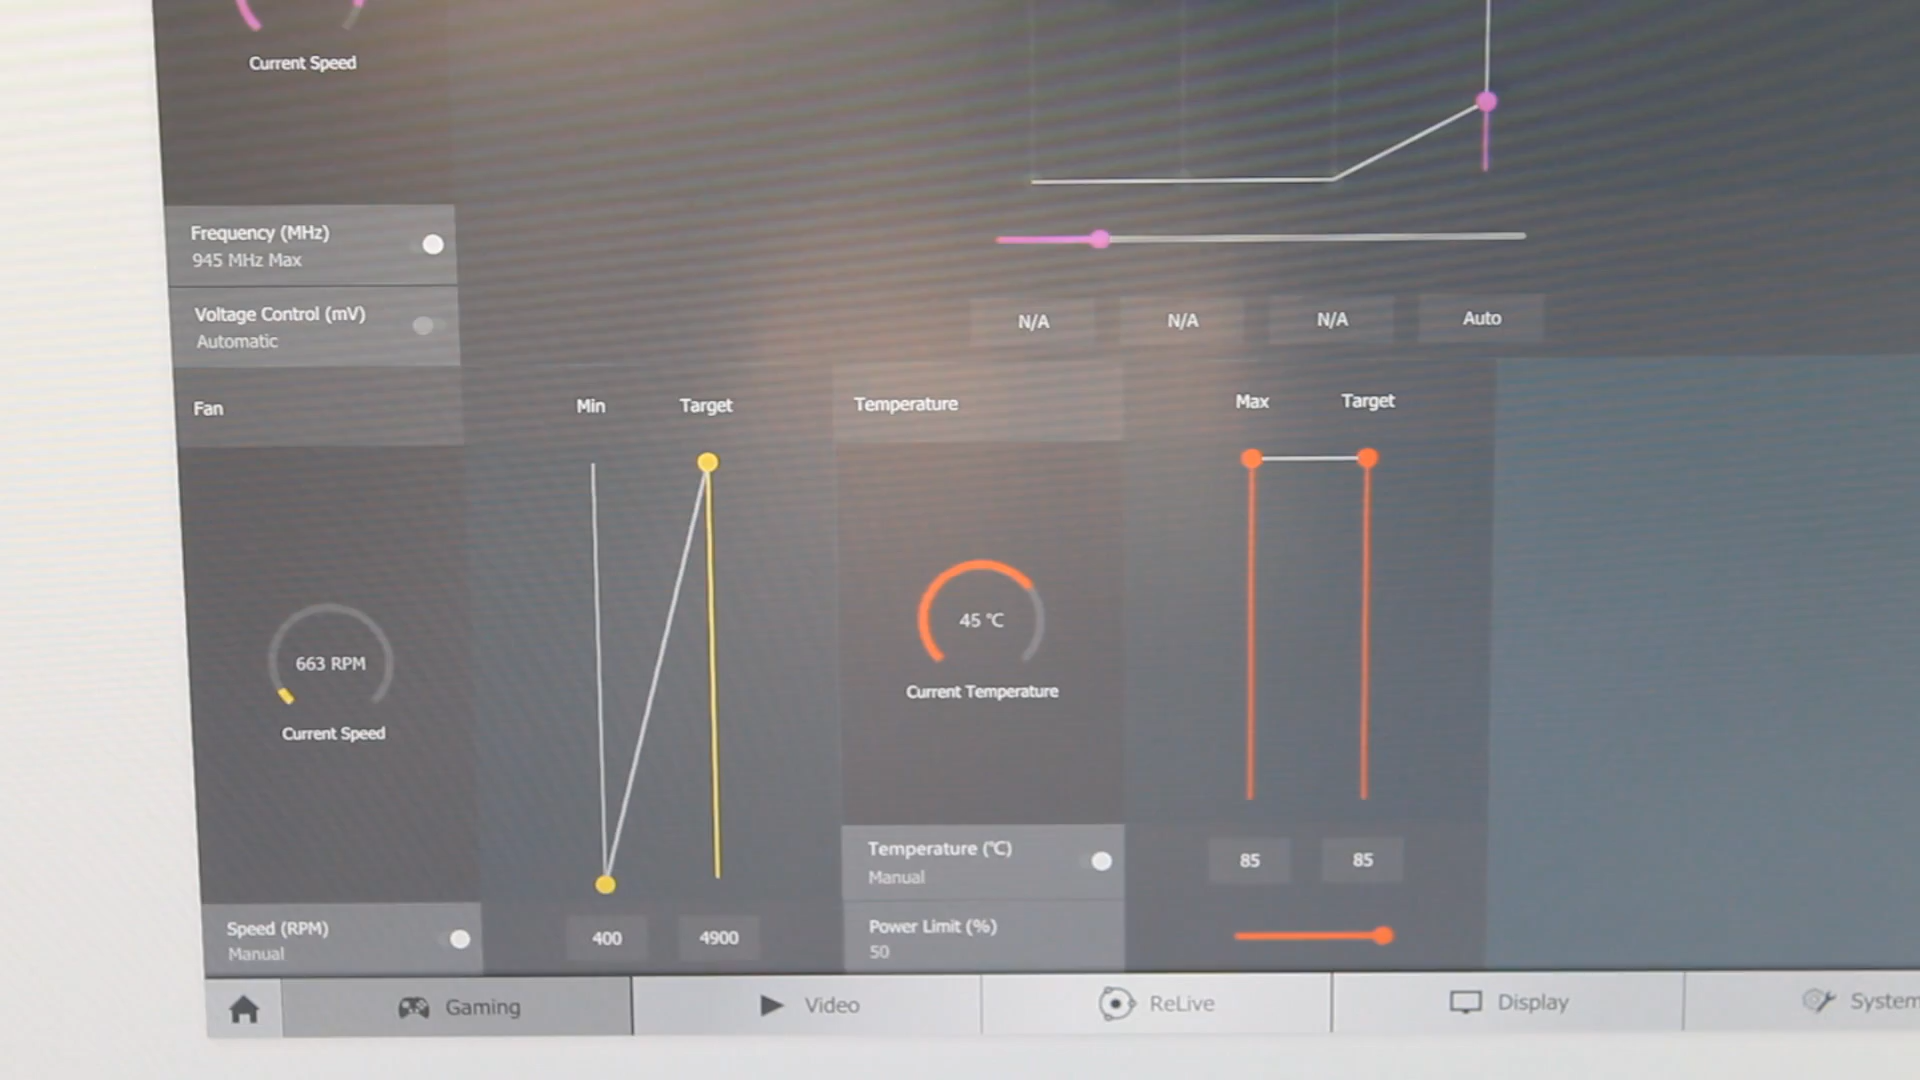 Current Speed
Frequency (MHz)
945 MHz Max
Voltage Control (mV)
Automatic
N/A
N/A
N/A
Auto
Fan
Min
Target
Temperature
Max
Target
663 RPM
Current Speed
45 °C
Current Temperature
Speed (RPM)
Manual
400
4900
Temperature (°C)
Manual
85
85
Power Limit (%)
50
Gaming
Video
ReLive
Display
System